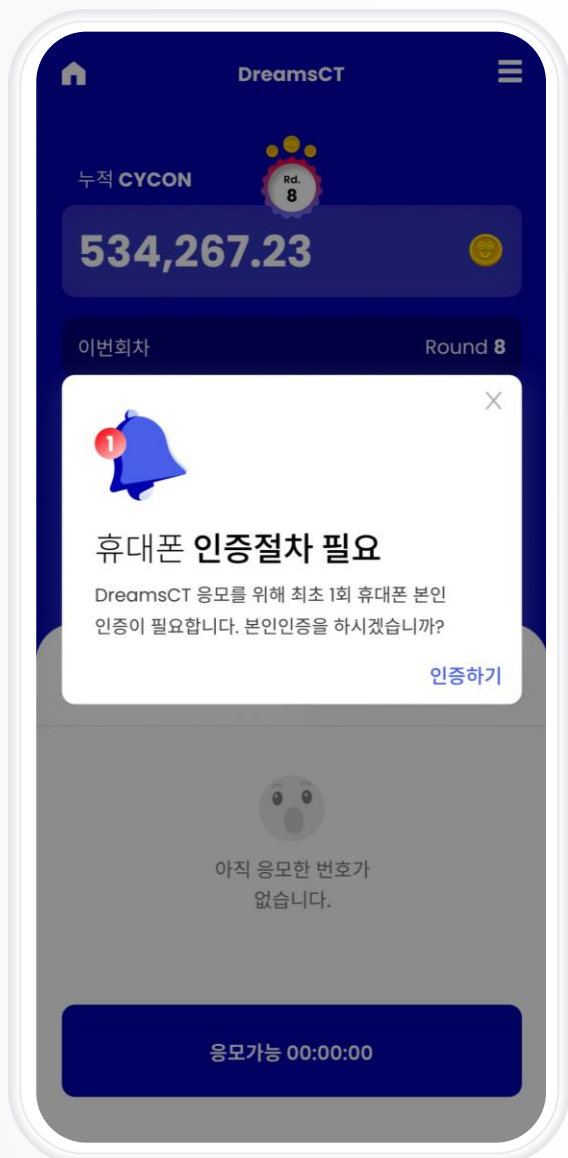 DreamsCT
누적 CYCON
Rd.
8
534,267.23
이번회차 Round 8
1
휴대폰 인증절차 필요
DreamsCT 응모를 위해 최초 1회 휴대폰 본인
인증이 필요합니다. 본인인증을 하시겠습니까?
인증하기
아직 응모한 번호가
없습니다.
응모가능 00:00:00